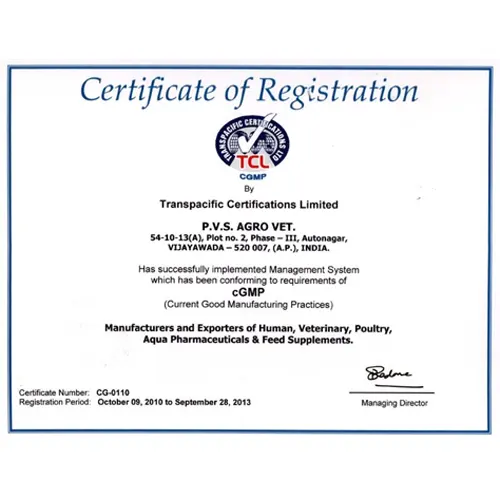 Certificate of Registration
TRANSPACIFIC CERTIFICATIONS LTD
TCL
CGMP
By
Transpacific Certifications Limited
P.V.S. AGRO VET.
54-10-13(A), Plot no. 2, Phase – III, Autonagar,
VIJAYAWADA – 520 007, (A.P.), INDIA.
Has successfully implemented Management System
which has been conforming to requirements of
cGMP
(Current Good Manufacturing Practices)
Manufacturers and Exporters of Human, Veterinary, Poultry,
Aqua Pharmaceuticals & Feed Supplements.
Certificate Number: CG-0110
Registration Period: October 09, 2010 to September 28, 2013
Managing Director